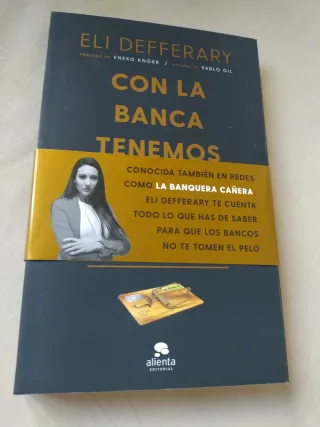 ELI DEFFERARY
PRÓLOGO DE ENEKO KNÖRR / EPÍLOGO DE PABLO GIL
CON LA
BANCA
TENEMOS
CONOCIDA TAMBIÉN EN REDES
COMO LA BANQUERA CAÑERA
ELI DEFFERARY TE CUENTA
TODO LO QUE HAS DE SABER
PARA QUE LOS BANCOS
NO TE TOMEN EL PELO
alienta
EDITORIAL